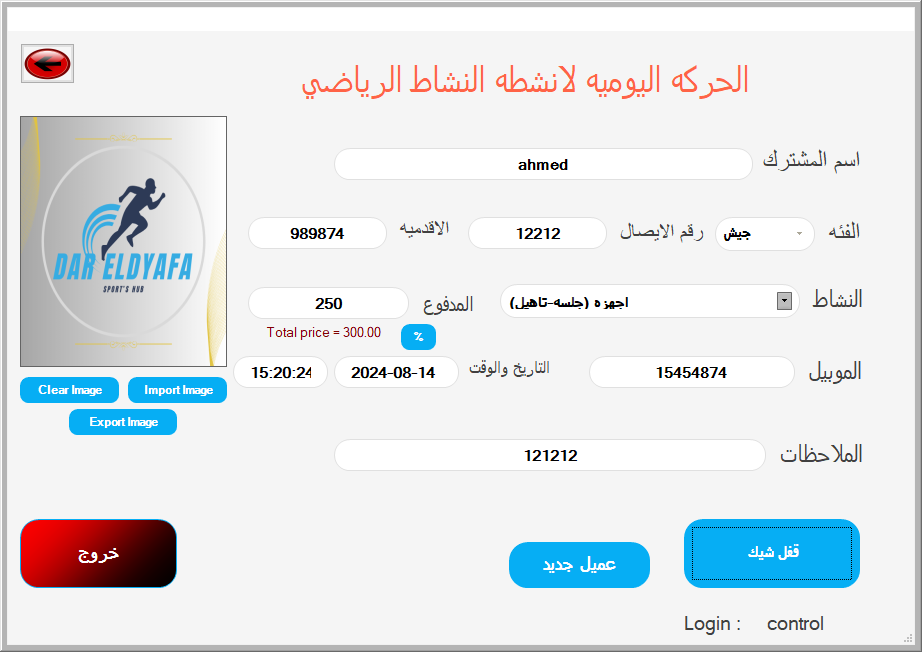 الحركه اليوميه لانشطه النشاط الرياضي
DAR ELDYAFA
SPORT'S HUB
اسم المشترك ahmed
الفئه جيش رقم الايصال 12212 الاقدميه 989874
النشاط اجهزه (جلسه-تاهيل) المدفوع 250
Total price = 300.00 %
الموبيل 15454874 التاريخ والوقت 2024-08-14 15:20:24
Clear Image Import Image
Export Image
الملاحظات 121212
قفل شيك عميل جديد خروج
Login : control